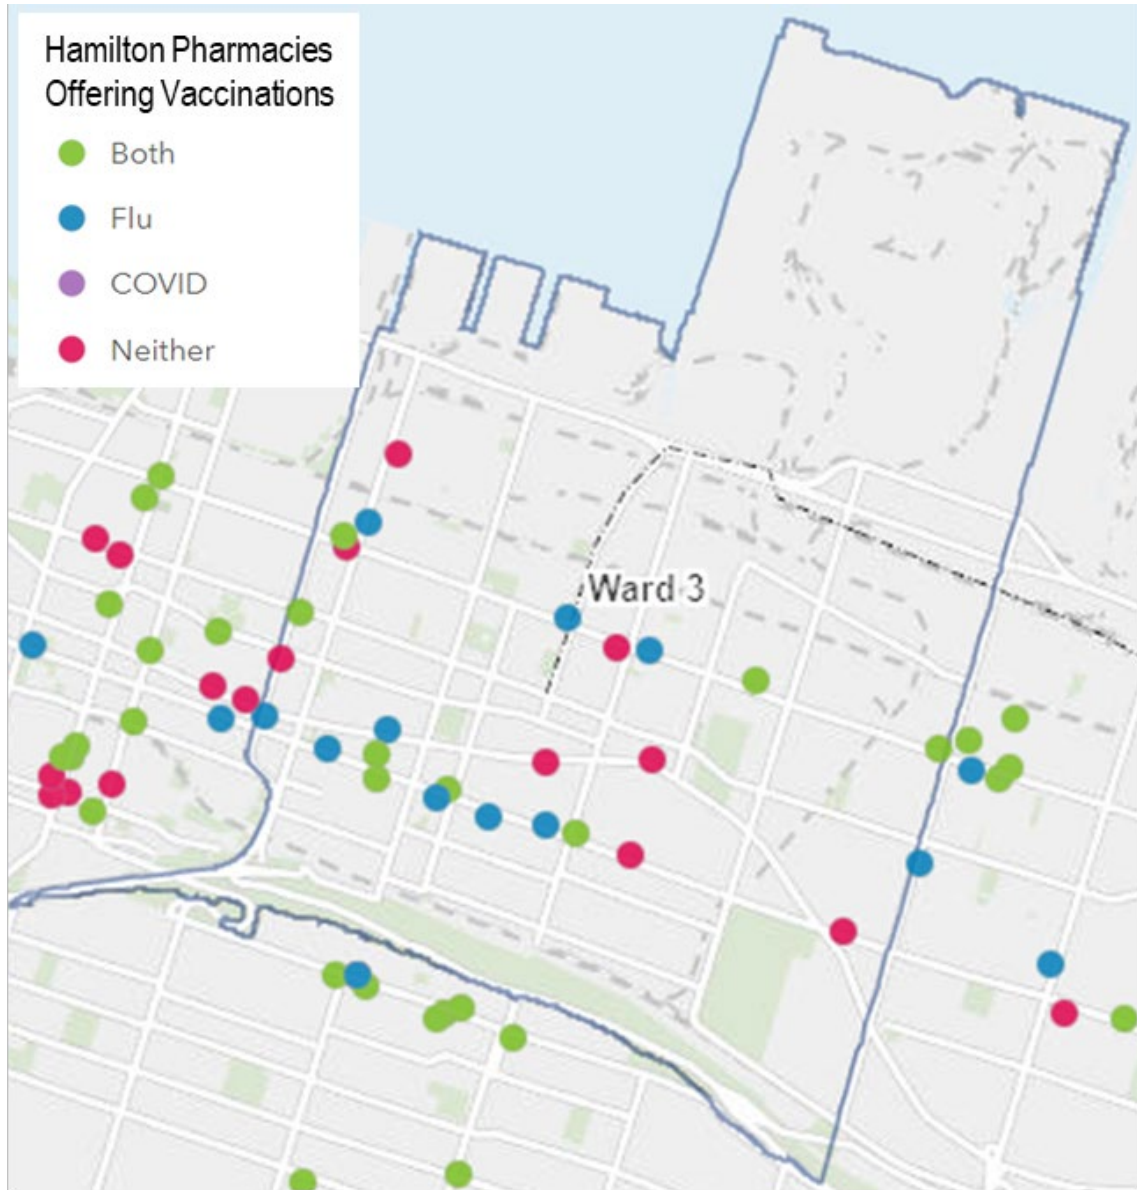 Hamilton Pharmacies
Offering Vaccinations
Both
Flu
COVID
Neither
Ward 3